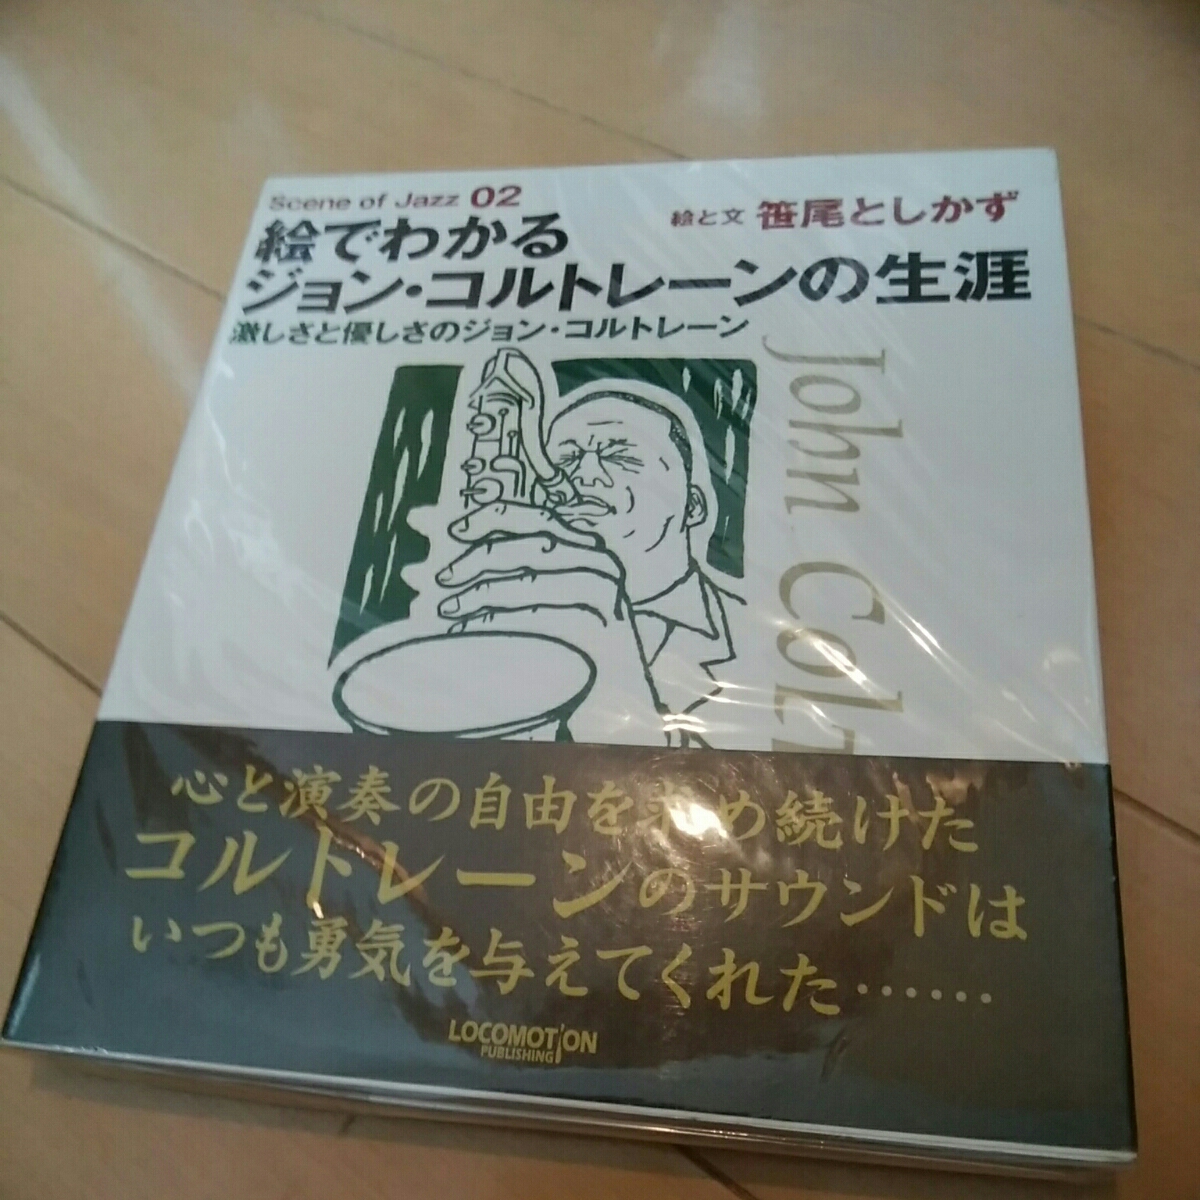 Scene of Jazz 02
絵と文 笹尾としかず
絵でわかる
ジョン・コルトレーンの生涯
激しさと優しさのジョン・コルトレーン
John Colt
心と演奏の自由を求め続けた
コルトレーンのサウンドは
いつも勇気を与えてくれた……
LOCOMOTION
PUBLISHING